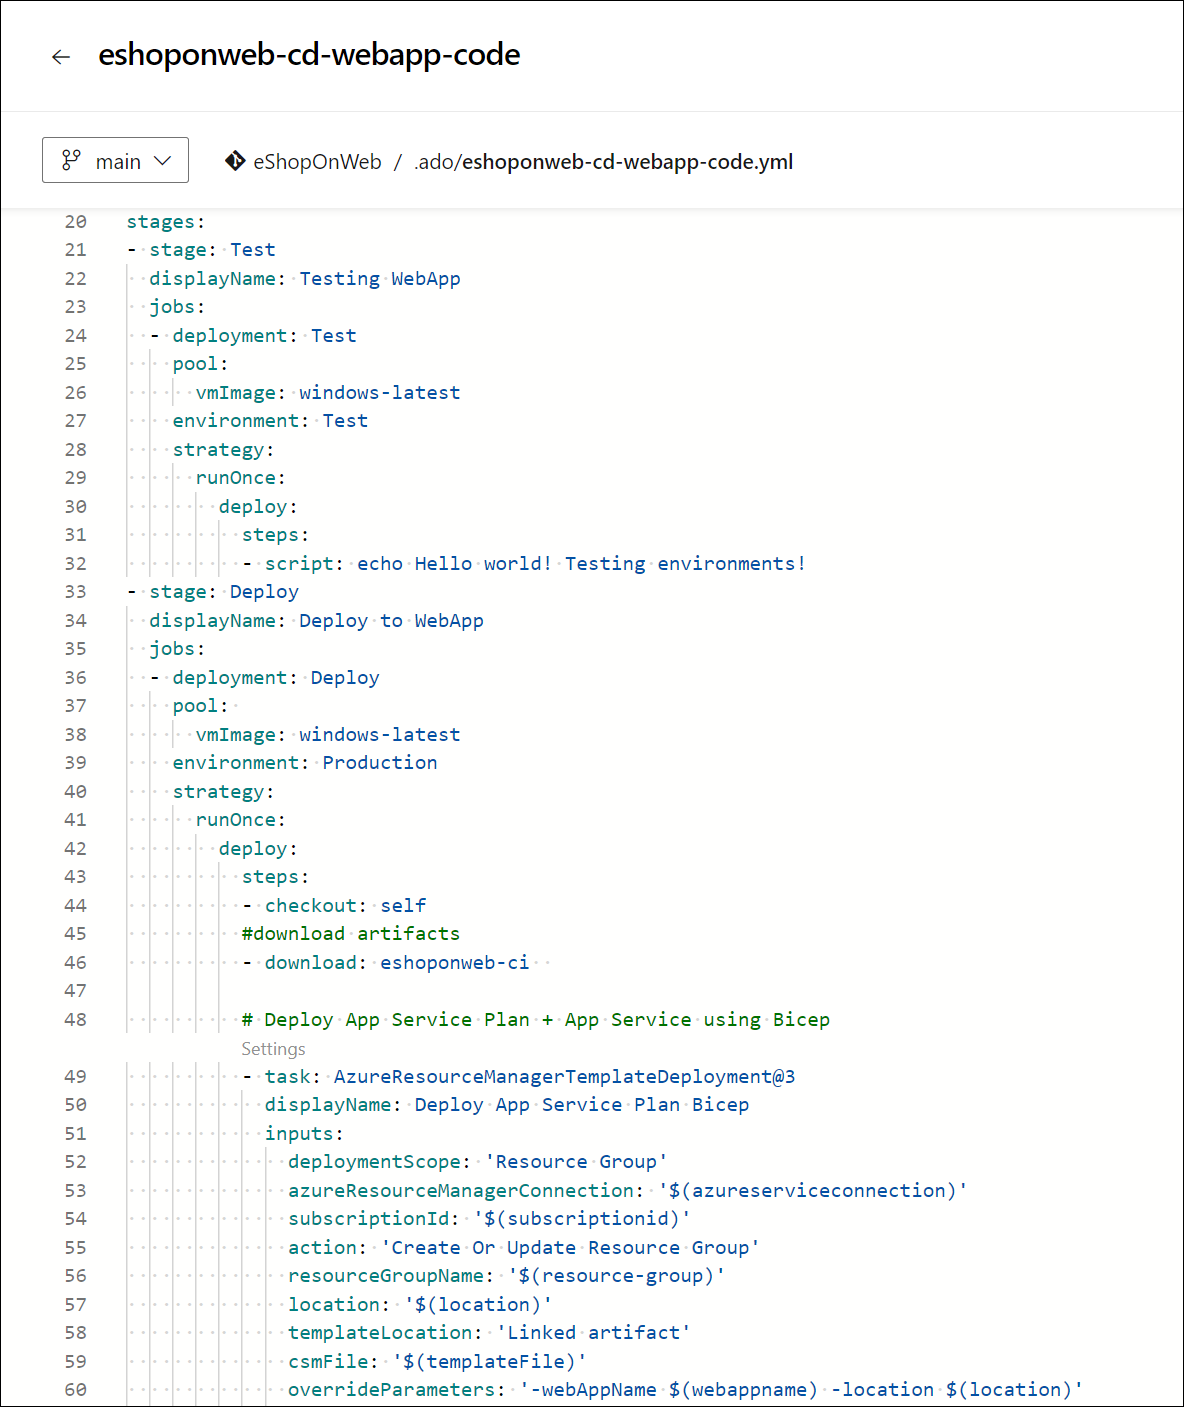 eshoponweb-cd-webapp-code
main eShopOnWeb / .ado/eshoponweb-cd-webapp-code.yml
20 stages:
21 - stage: Test
22 displayName: Testing WebApp
23 jobs:
24 - deployment: Test
25 pool:
26 vmImage: windows-latest
27 environment: Test
28 strategy:
29 runOnce:
30 deploy:
31 steps:
32 - script: echo Hello world! Testing environments!
33 - stage: Deploy
34 displayName: Deploy to WebApp
35 jobs:
36 - deployment: Deploy
37 pool:
38 vmImage: windows-latest
39 environment: Production
40 strategy:
41 runOnce:
42 deploy:
43 steps:
44 - checkout: self
45 #download artifacts
46 - download: eshoponweb-ci
47
48 # Deploy App Service Plan + App Service using Bicep
Settings
49 - task: AzureResourceManagerTemplateDeployment@3
50 displayName: Deploy App Service Plan Bicep
51 inputs:
52 deploymentScope: 'Resource Group'
53 azureResourceManagerConnection: '$(azureserviceconnection)'
54 subscriptionId: '$(subscriptionid)'
55 action: 'Create Or Update Resource Group'
56 resourceGroupName: '$(resource-group)'
57 location: '$(location)'
58 templateLocation: 'Linked artifact'
59 csmFile: '$(templateFile)'
60 overrideParameters: '-webAppName $(webappname) -location $(location)'